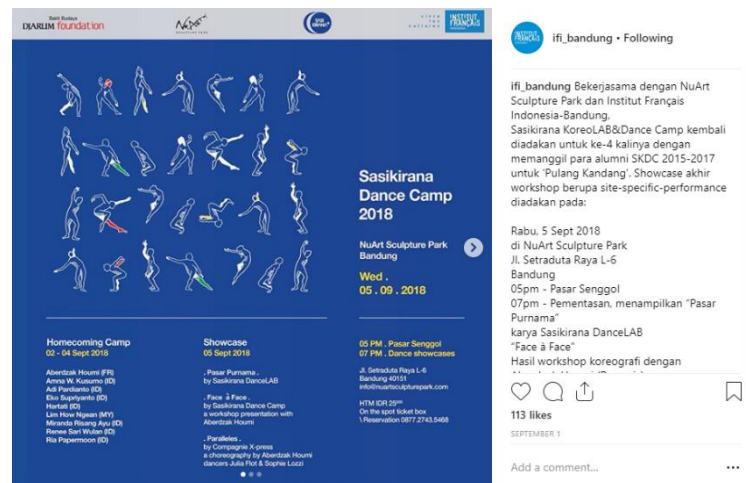 Bakti Budaya
DJARUM foundation
NuArt
SCULPTURE PARK
vivre
les
cultures
INSTITUT
FRANÇAIS
Sasikirana
Dance Camp
2018
NuArt Sculpture Park
Bandung
Wed .
05 . 09 . 2018
Homecoming Camp
02 - 04 Sept 2018
Aberdzak Houmi (FR)
Amna W. Kusumo (ID)
Adi Pardianto (ID)
Eko Supriyanto (ID)
Hartati (ID)
Lim How Ngean (MY)
Miranda Risang Ayu (ID)
Renee Sari Wulan (ID)
Ria Papermoon (ID)
Showcase
05 Sept 2018
. Pasar Purnama .
by Sasikirana DanceLAB
. Face à Face .
by Sasikirana Dance Camp
a workshop presentation with
Aberdzak Houmi
. Paralleles .
by Compagnie X-press
a choreography by Aberdzak Houmi
dancers Julia Flot & Sophie Lozzi
05 PM . Pasar Senggol
07 PM . Dance showcases
Jl. Setraduta Raya L-6
Bandung 40151
info@nuartsculpturepark.com
HTM IDR 25ooo
On the spot ticket box
\ Reservation 0877.2743.5468
ifi_bandung • Following
ifi_bandung Bekerjasama dengan NuArt
Sculpture Park dan Institut Français
Indonesia-Bandung,
Sasikirana KoreoLAB&Dance Camp kembali
diadakan untuk ke-4 kalinya dengan
memanggil para alumni SKDC 2015-2017
untuk 'Pulang Kandang'. Showcase akhir
workshop berupa site-specific-performance
diadakan pada:
Rabu, 5 Sept 2018
di NuArt Sculpture Park
Jl. Setraduta Raya L-6
Bandung
05pm - Pasar Senggol
07pm - Pementasan, menampilkan "Pasar
Purnama"
karya Sasikirana DanceLAB
"Face à Face"
Hasil workshop koreografi dengan
113 likes
SEPTEMBER 1
Add a comment...